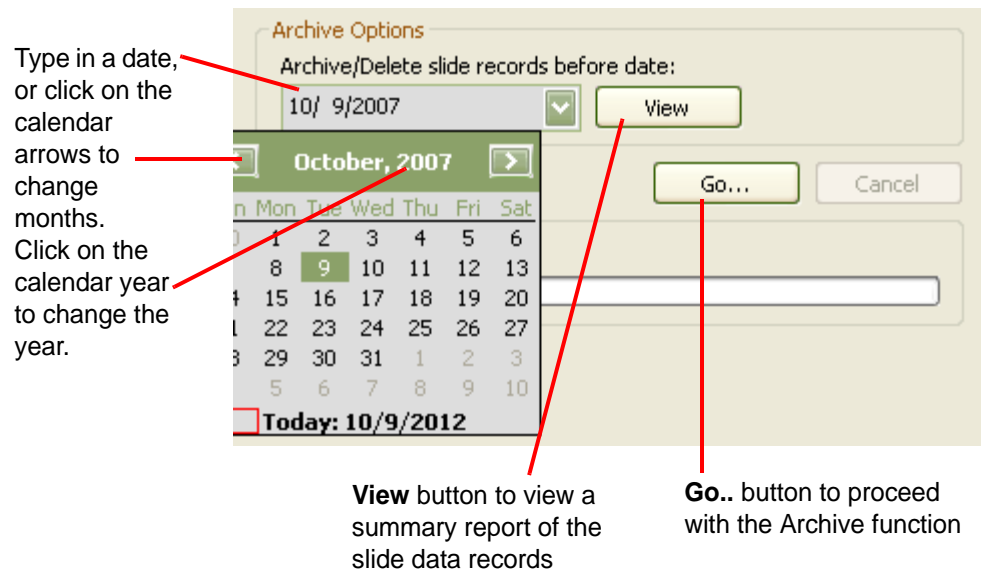 Type in a date,
or click on the
calendar
arrows to
change
months.
Click on the
calendar year
to change the
year.
Archive Options
Archive/Delete slide records before date:
10/ 9/2007
View
October, 2007
Go...
Cancel
Mon Tue Wed Thu Fri Sat
1 2 3 4 5 6
8 9 10 11 12 13
15 16 17 18 19 20
22 23 24 25 26 27
29 30 31 1 2 3
5 6 7 8 9 10
Today: 10/9/2012
View button to view a
summary report of the
slide data records
Go.. button to proceed
with the Archive function